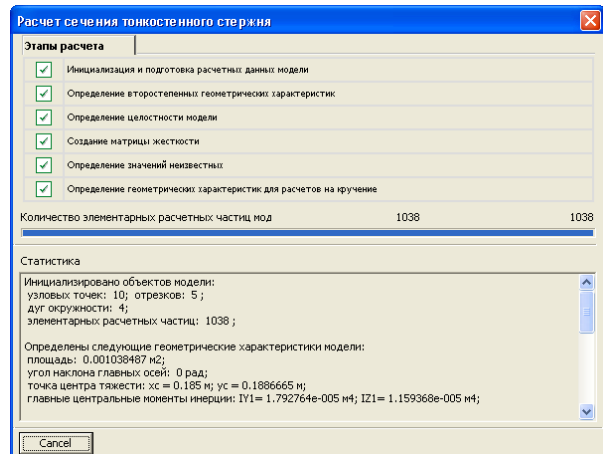 Расчет сечения тонкостенного стержня
Этапы расчета
Инициализация и подготовка расчетных данных модели
Определение второстепенных геометрических характеристик
Определение целостности модели
Создание матрицы жесткости
Определение значений неизвестных
Определение геометрических характеристик для расчетов на кручение
Количество элементарных расчетных частиц мод 1038 1038
Статистика
Инициализировано объектов модели:
узловых точек: 10; отрезков: 5 ;
дуг окружности: 4;
элементарных расчетных частиц: 1038 ;
Определены следующие геометрические характеристики модели:
площадь: 0.001038487 м2;
угол наклона главных осей: 0 рад;
точка центра тяжести: xc = 0.185 м; yc = 0.1886665 м;
главные центральные моменты инерции: IY1= 1.792764e-005 м4; IZ1= 1.159368e-005 м4;
Cancel